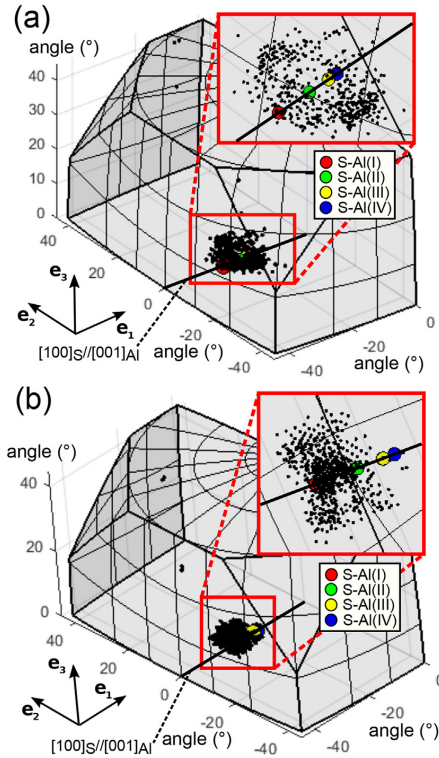 (a)
angle (°)
40
30
20
10
0
40
20
0
-20
-40
0
-20
-40
S-Al(I)
S-Al(II)
S-Al(III)
S-Al(IV)
e3
e2
e1
[100]S//[001]Al
angle (°)
angle (°)
(b)
angle (°)
40
20
0
40
20
0
-20
-40
0
-20
-40
S-Al(I)
S-Al(II)
S-Al(III)
S-Al(IV)
e3
e2
e1
[100]S//[001]Al
angle (°)
angle (°)